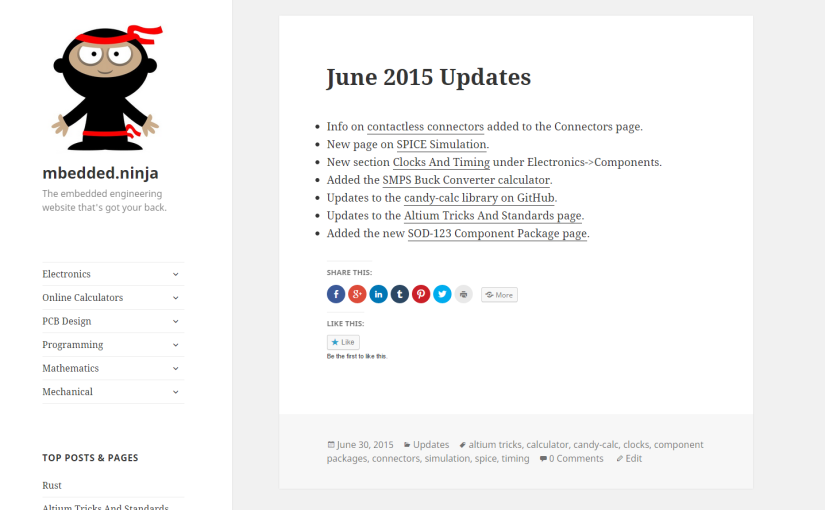 mbedded.ninja
The embedded engineering
website that's got your back.
Electronics
Online Calculators
PCB Design
Programming
Mathematics
Mechanical
TOP POSTS & PAGES
Rust
Altium Tricks And Standards
June 2015 Updates
Info on contactless connectors added to the Connectors page.
New page on SPICE Simulation.
New section Clocks And Timing under Electronics->Components.
Added the SMPS Buck Converter calculator.
Updates to the candy-calc library on GitHub.
Updates to the Altium Tricks And Standards page.
Added the new SOD-123 Component Package page.
SHARE THIS:
More
LIKE THIS:
Like
Be the first to like this.
June 30, 2015 Updates altium tricks, calculator, candy-calc, clocks, component
packages, connectors, simulation, spice, timing 0 Comments Edit